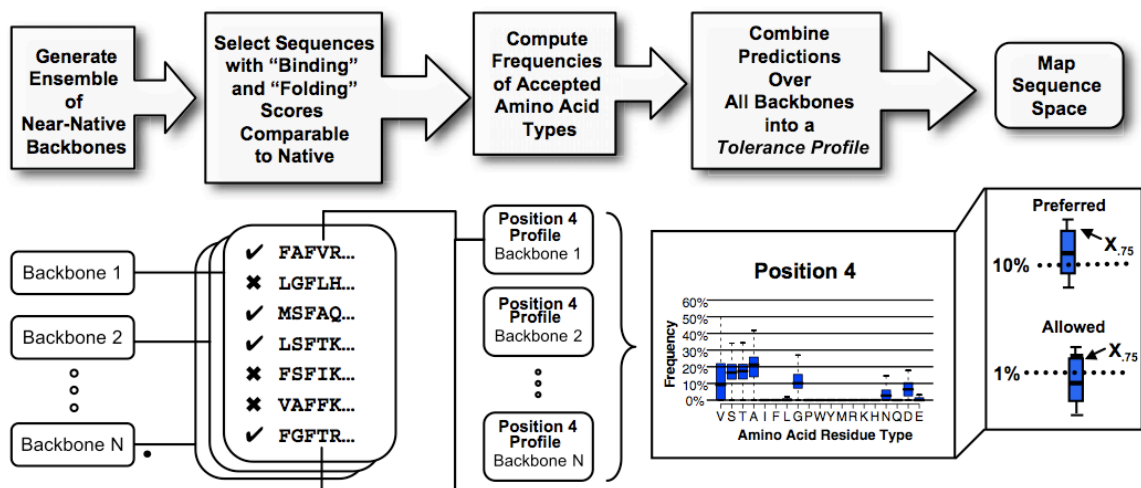 Generate
Ensemble
of
Near-Native
Backbones
Select Sequences
with “Binding”
and “Folding”
Scores
Comparable
to Native
Compute
Frequencies
of Accepted
Amino Acid
Types
Combine
Predictions
Over
All Backbones
into a
Tolerance Profile
Map
Sequence
Space
Backbone 1
Backbone 2
Backbone N
✔ FAFVR...
✖ LGFLH...
✔ MSFAQ...
✔ LSFTK...
✖ FSFIK...
✖ VAFFK...
✔ FGFTR...
Position 4
Profile
Backbone 1
Position 4
Profile
Backbone 2
Position 4
Profile
Backbone N
Position 4
Frequency
60%
50%
40%
30%
20%
10%
0%
V S T A I F L G P W Y M R K H N Q D E
Amino Acid Residue Type
Preferred
X.75
10%
Allowed
X.75
1%